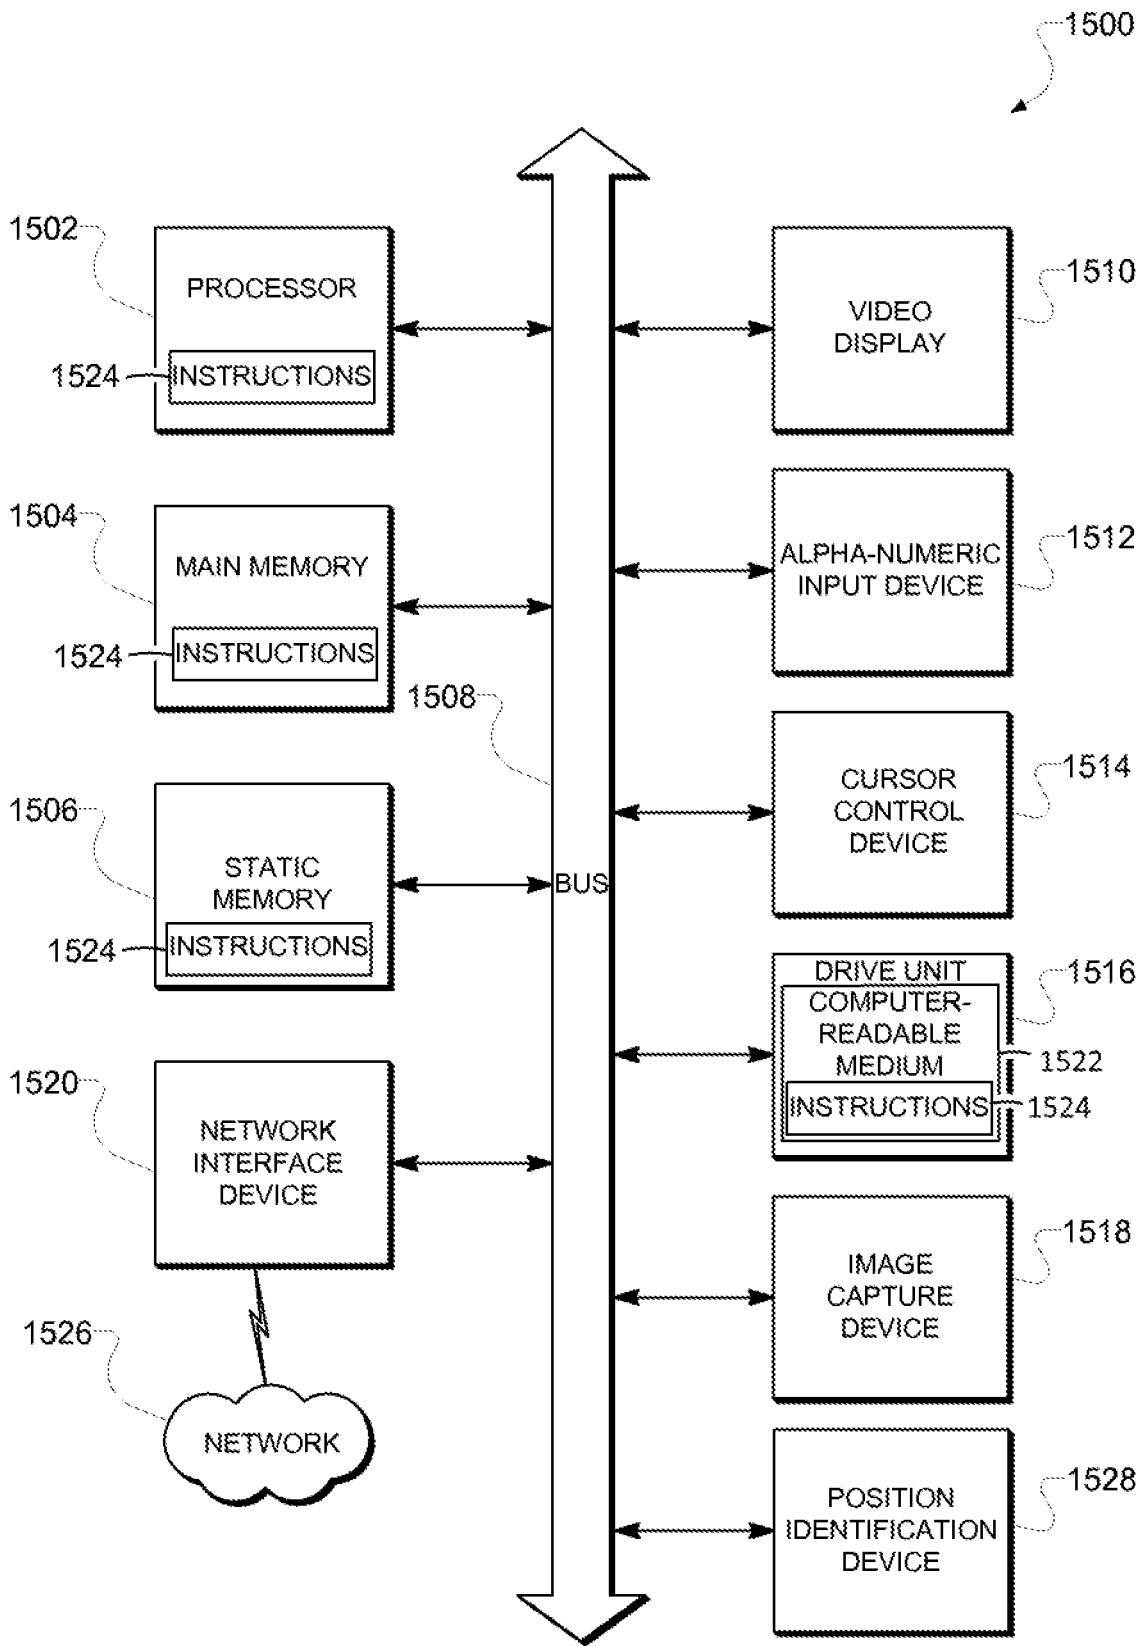 1500
1502
PROCESSOR
1524
INSTRUCTIONS
1504
MAIN MEMORY
1524
INSTRUCTIONS
1506
STATIC
MEMORY
1524
INSTRUCTIONS
1520
NETWORK
INTERFACE
DEVICE
1526
NETWORK
1508
BUS
VIDEO
DISPLAY
1510
ALPHA-NUMERIC
INPUT DEVICE
1512
CURSOR
CONTROL
DEVICE
1514
DRIVE UNIT
1516
COMPUTER-
READABLE
MEDIUM
1522
INSTRUCTIONS
1524
IMAGE
CAPTURE
DEVICE
1518
POSITION
IDENTIFICATION
DEVICE
1528